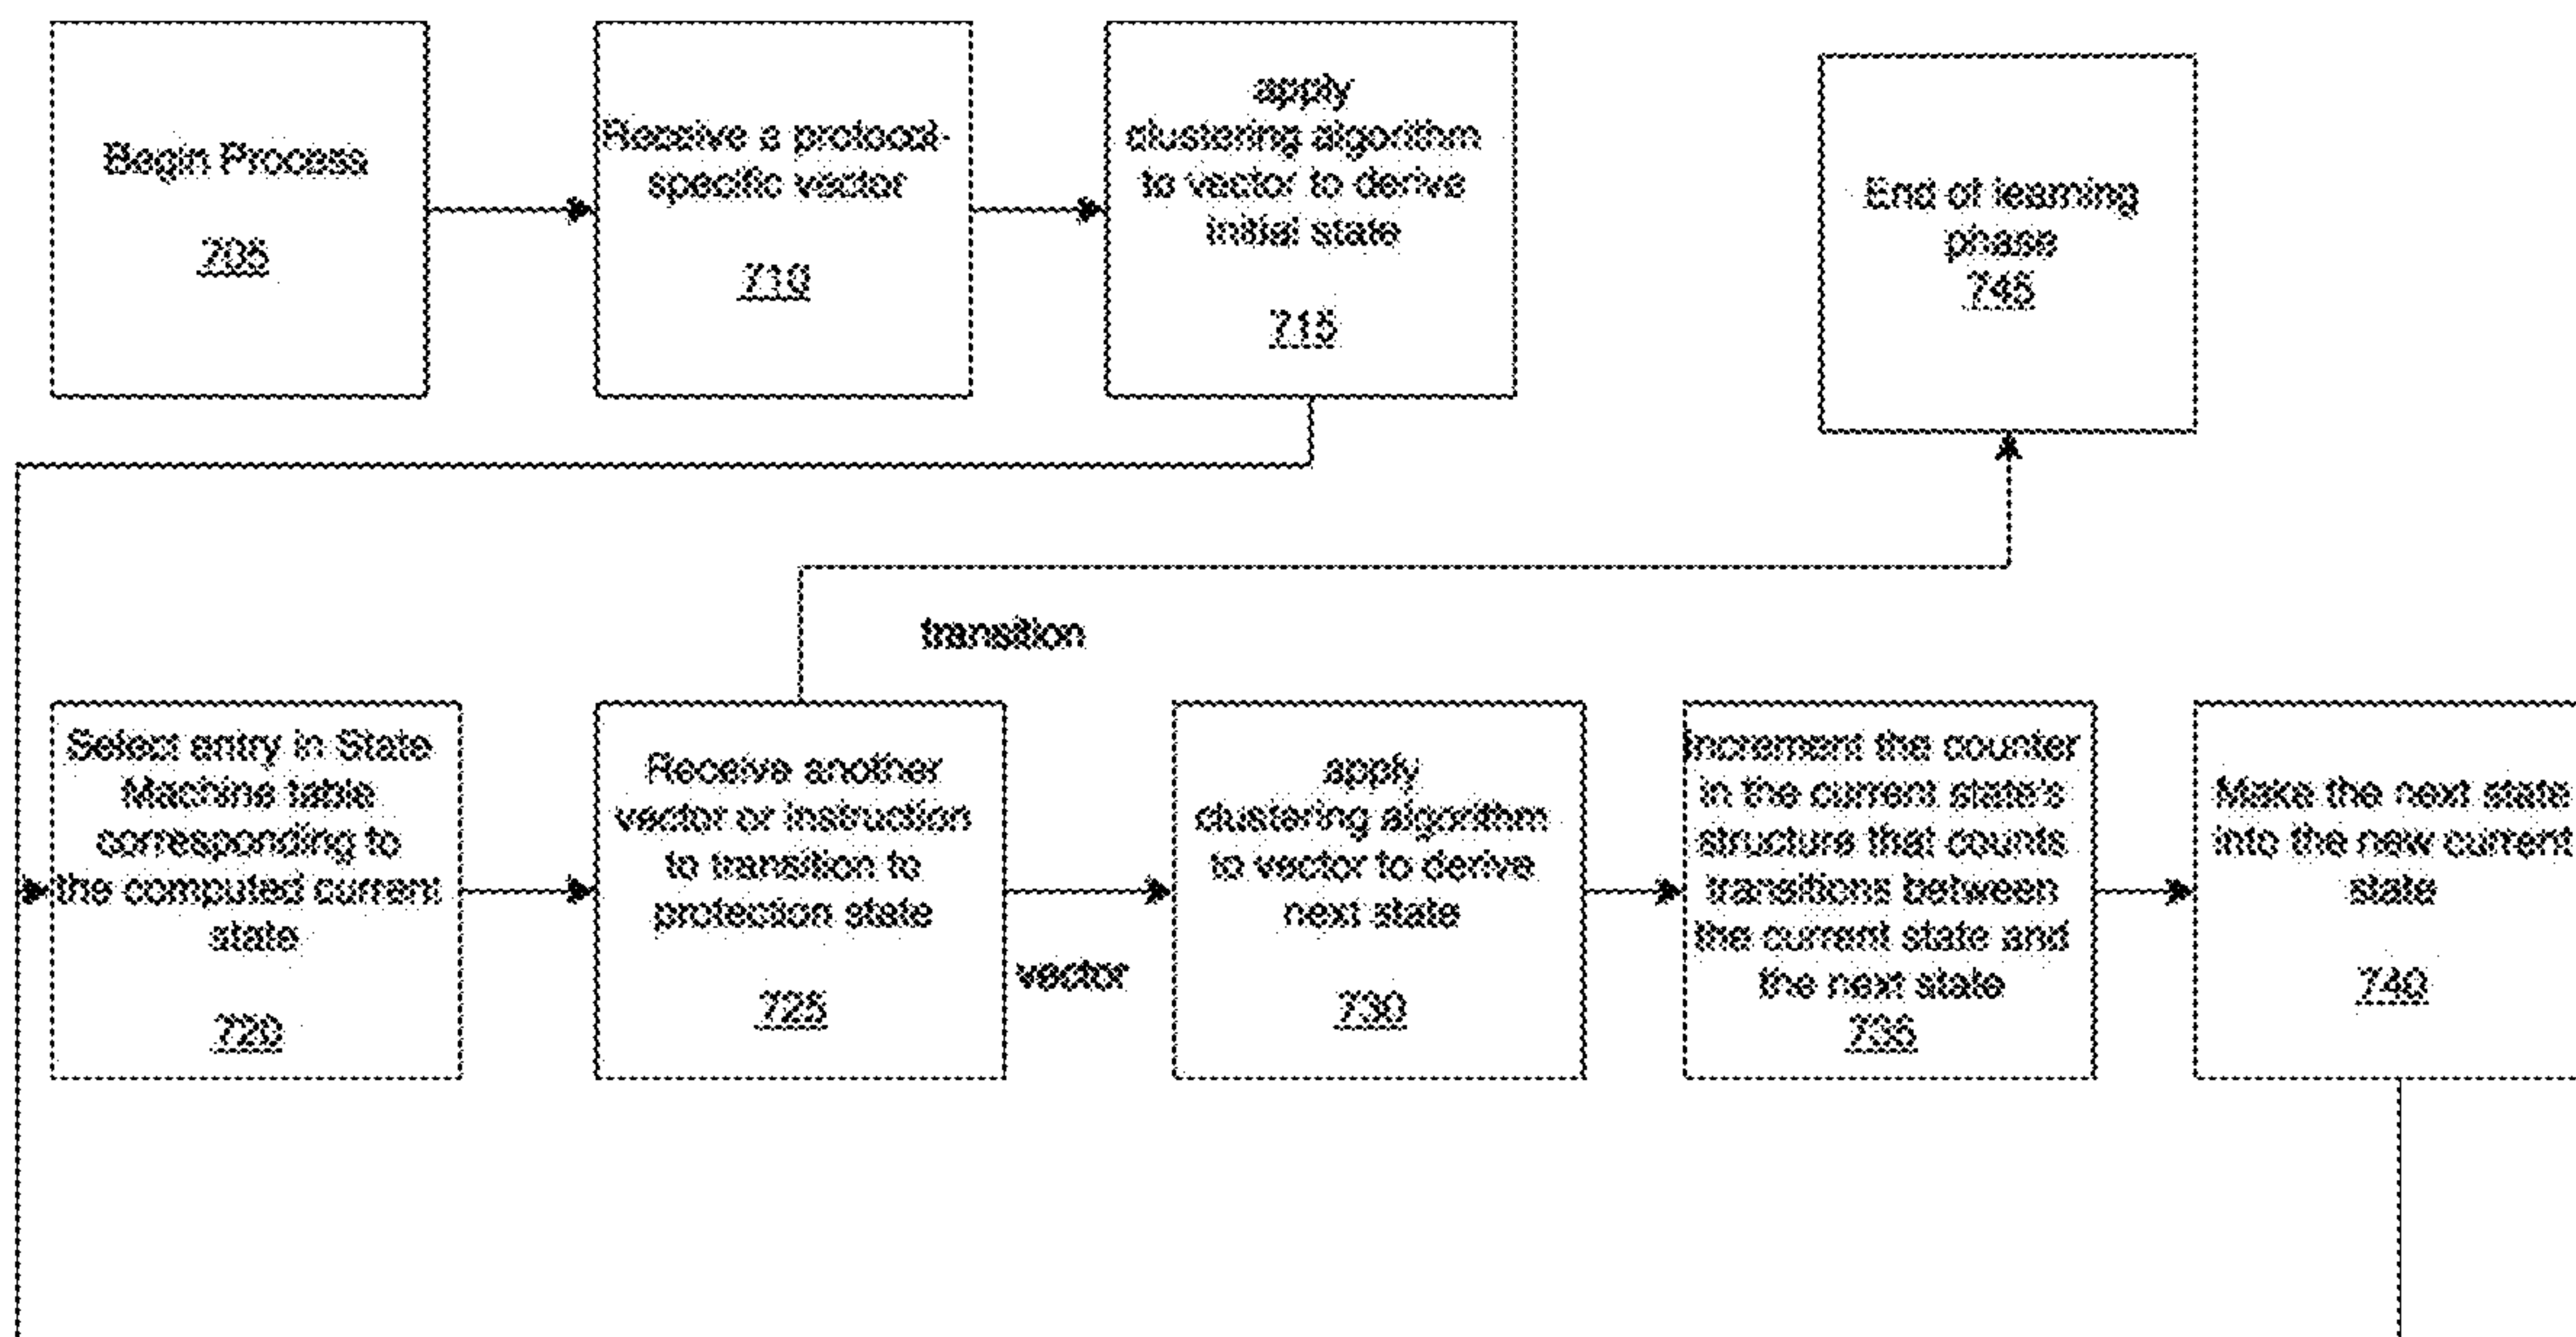 Begin Process
705
Receive a protocol-
specific vector
710
apply
clustering algorithm
to vector to derive
initial state
715
End of learning
phase
745
transition
Select entry in State
Machine table
corresponding to
the computed current
state
720
Receive another
vector or instruction
to transition to
protection state
725
vector
apply
clustering algorithm
to vector to derive
next state
730
Increment the counter
in the current state's
structure that counts
transitions between
the current state and
the next state
735
Make the next state
into the new current
state
740